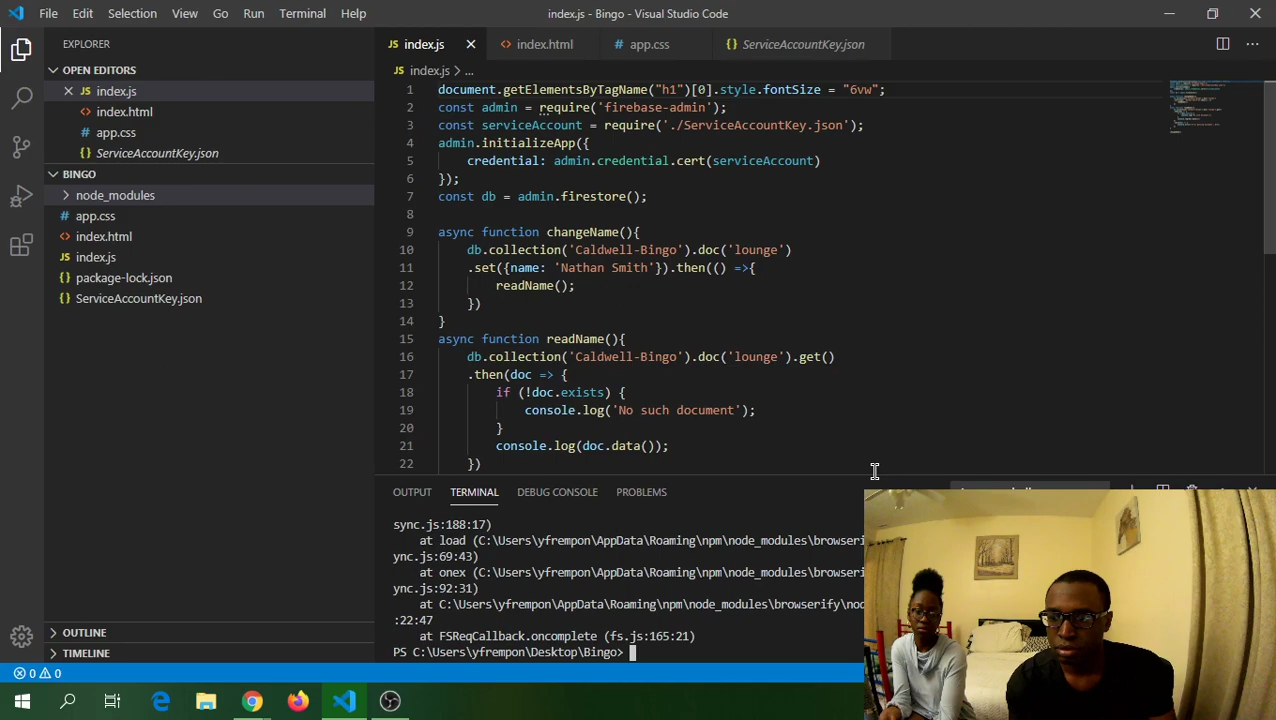 File Edit Selection View Go Run Terminal Help
index.js - Bingo - Visual Studio Code
EXPLORER
OPEN EDITORS
JS index.js
<> index.html
# app.css
{} ServiceAccountKey.json
BINGO
node_modules
# app.css
<> index.html
JS index.js
{} package-lock.json
{} ServiceAccountKey.json
OUTLINE
TIMELINE
JS index.js
<> index.html
# app.css
{} ServiceAccountKey.json
JS index.js > ...
1 document.getElementsByTagName("h1")[0].style.fontSize = "6vw";
2 const admin = require('firebase-admin');
3 const serviceAccount = require('./ServiceAccountKey.json');
4 admin.initializeApp({
5 credential: admin.credential.cert(serviceAccount)
6 });
7 const db = admin.firestore();
8
9 async function changeName(){
10 db.collection('Caldwell-Bingo').doc('lounge')
11 .set({name: 'Nathan Smith'}).then(() =>{
12 readName();
13 })
14 }
15 async function readName(){
16 db.collection('Caldwell-Bingo').doc('lounge').get()
17 .then(doc => {
18 if (!doc.exists) {
19 console.log('No such document');
20 }
21 console.log(doc.data());
22 })
OUTPUT TERMINAL DEBUG CONSOLE PROBLEMS
sync.js:188:17)
at load (C:\Users\yfrempon\AppData\Roaming\npm\node_modules\browserif
ync.js:69:43)
at onex (C:\Users\yfrempon\AppData\Roaming\npm\node_modules\browserif
ync.js:92:31)
at C:\Users\yfrempon\AppData\Roaming\npm\node_modules\browserify\nod
:22:47
at FSReqCallback.oncomplete (fs.js:165:21)
PS C:\Users\yfrempon\Desktop\Bingo>
0 0